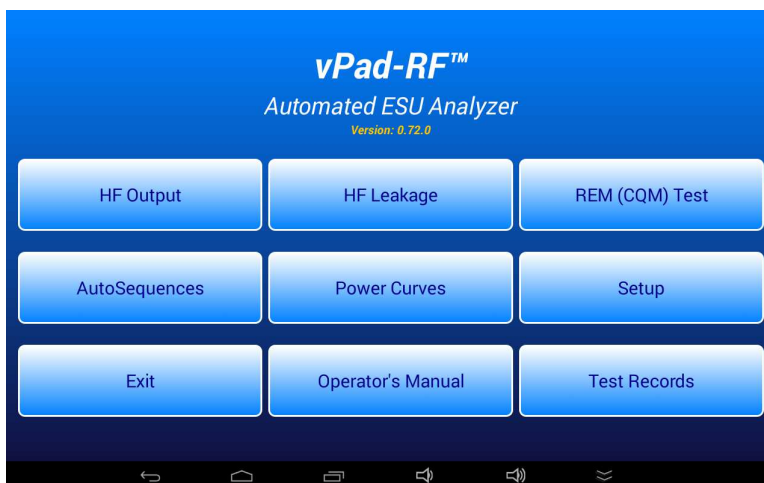 vPad-RF™
Automated ESU Analyzer
Version: 0.72.0
HF Output
HF Leakage
REM (CQM) Test
AutoSequences
Power Curves
Setup
Exit
Operator's Manual
Test Records